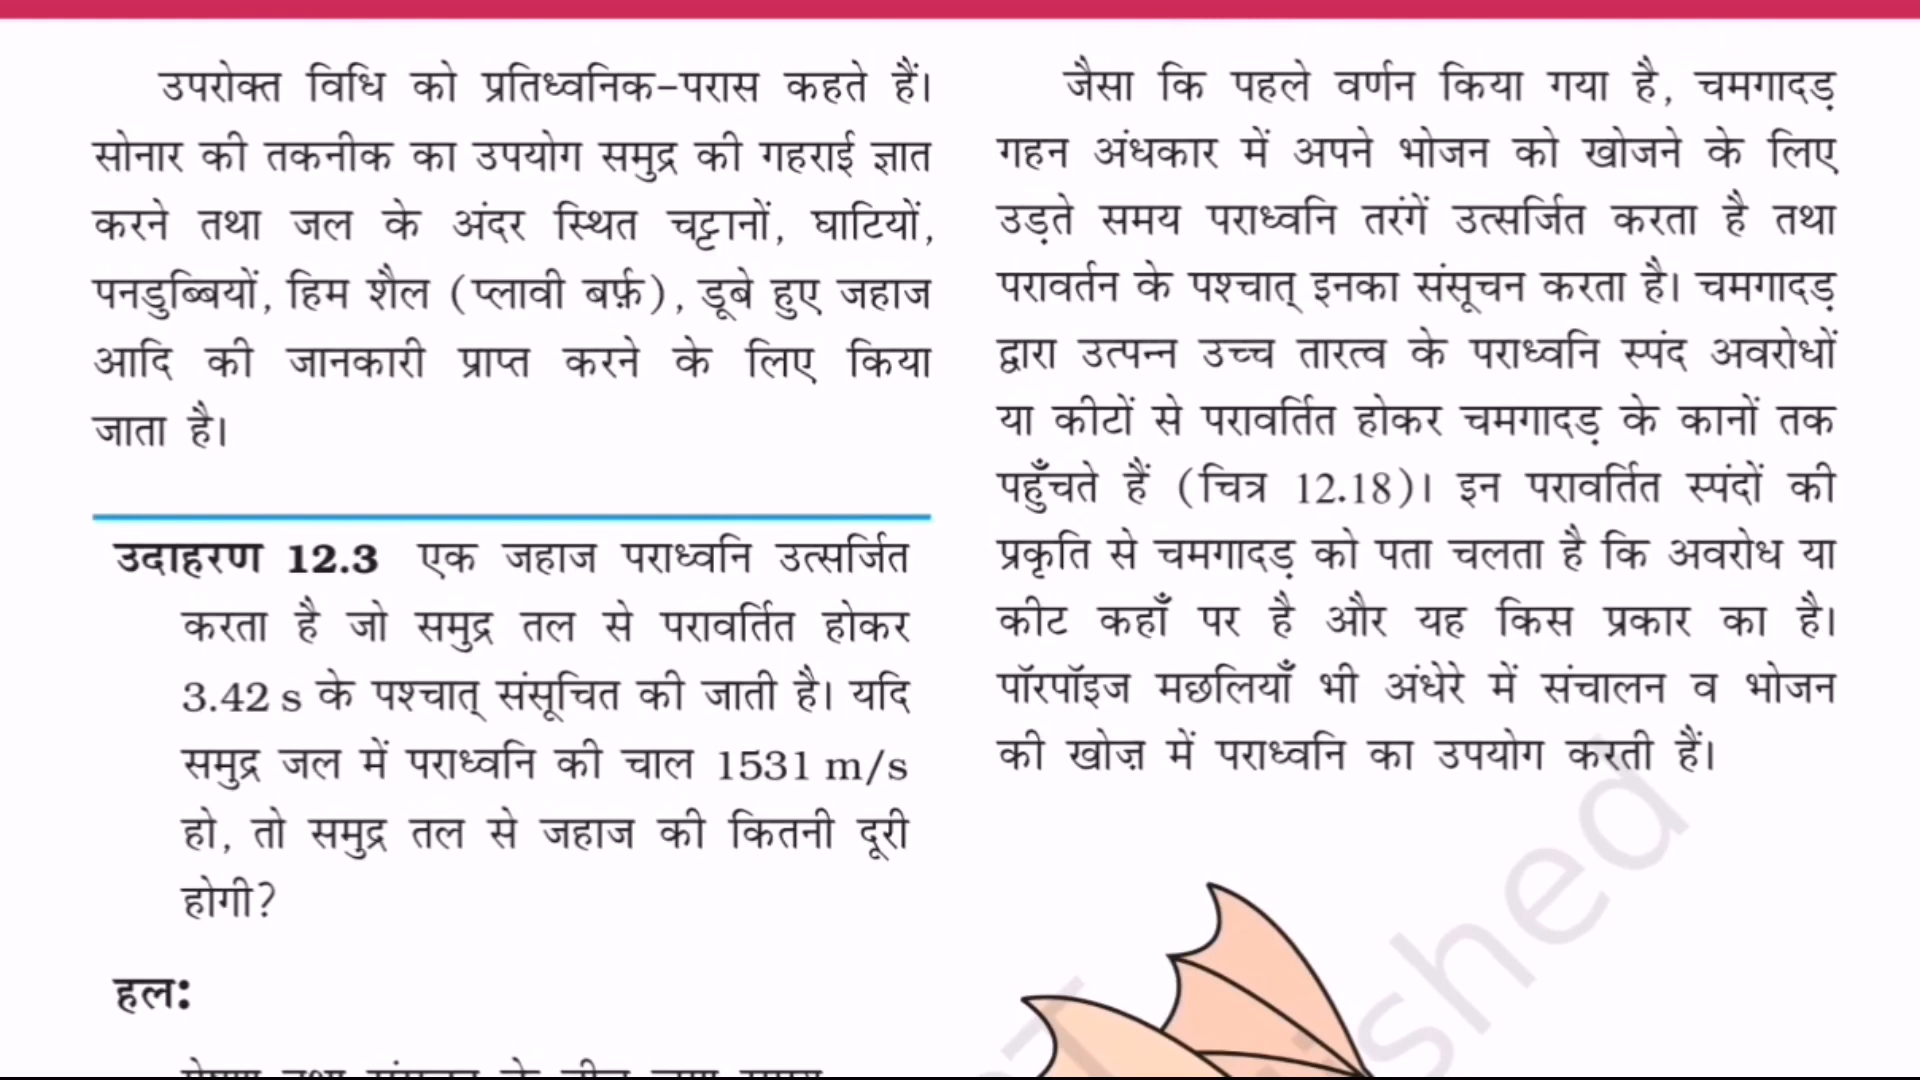 उपरोक्त विधि को प्रतिध्वनिक-परास कहते हैं।
सोनार की तकनीक का उपयोग समुद्र की गहराई ज्ञात
करने तथा जल के अंदर स्थित चट्टानों, घाटियों,
पनडुब्बियों, हिम शैल (प्लावी बर्फ़), डूबे हुए जहाज
आदि की जानकारी प्राप्त करने के लिए किया
जाता है।
उदाहरण 12.3 एक जहाज पराध्वनि उत्सर्जित
करता है जो समुद्र तल से परावर्तित होकर
3.42 s के पश्चात् संसूचित की जाती है। यदि
समुद्र जल में पराध्वनि की चाल 1531 m/s
हो, तो समुद्र तल से जहाज की कितनी दूरी
होगी?
हल:
जैसा कि पहले वर्णन किया गया है, चमगादड़
गहन अंधकार में अपने भोजन को खोजने के लिए
उड़ते समय पराध्वनि तरंगें उत्सर्जित करता है तथा
परावर्तन के पश्चात् इनका संसूचन करता है। चमगादड़
द्वारा उत्पन्न उच्च तारत्व के पराध्वनि स्पंद अवरोधों
या कीटों से परावर्तित होकर चमगादड़ के कानों तक
पहुँचते हैं (चित्र 12.18)। इन परावर्तित स्पंदों की
प्रकृति से चमगादड़ को पता चलता है कि अवरोध या
कीट कहाँ पर है और यह किस प्रकार का है।
पॉरपॉइज मछलियाँ भी अंधेरे में संचालन व भोजन
की खोज़ में पराध्वनि का उपयोग करती हैं।